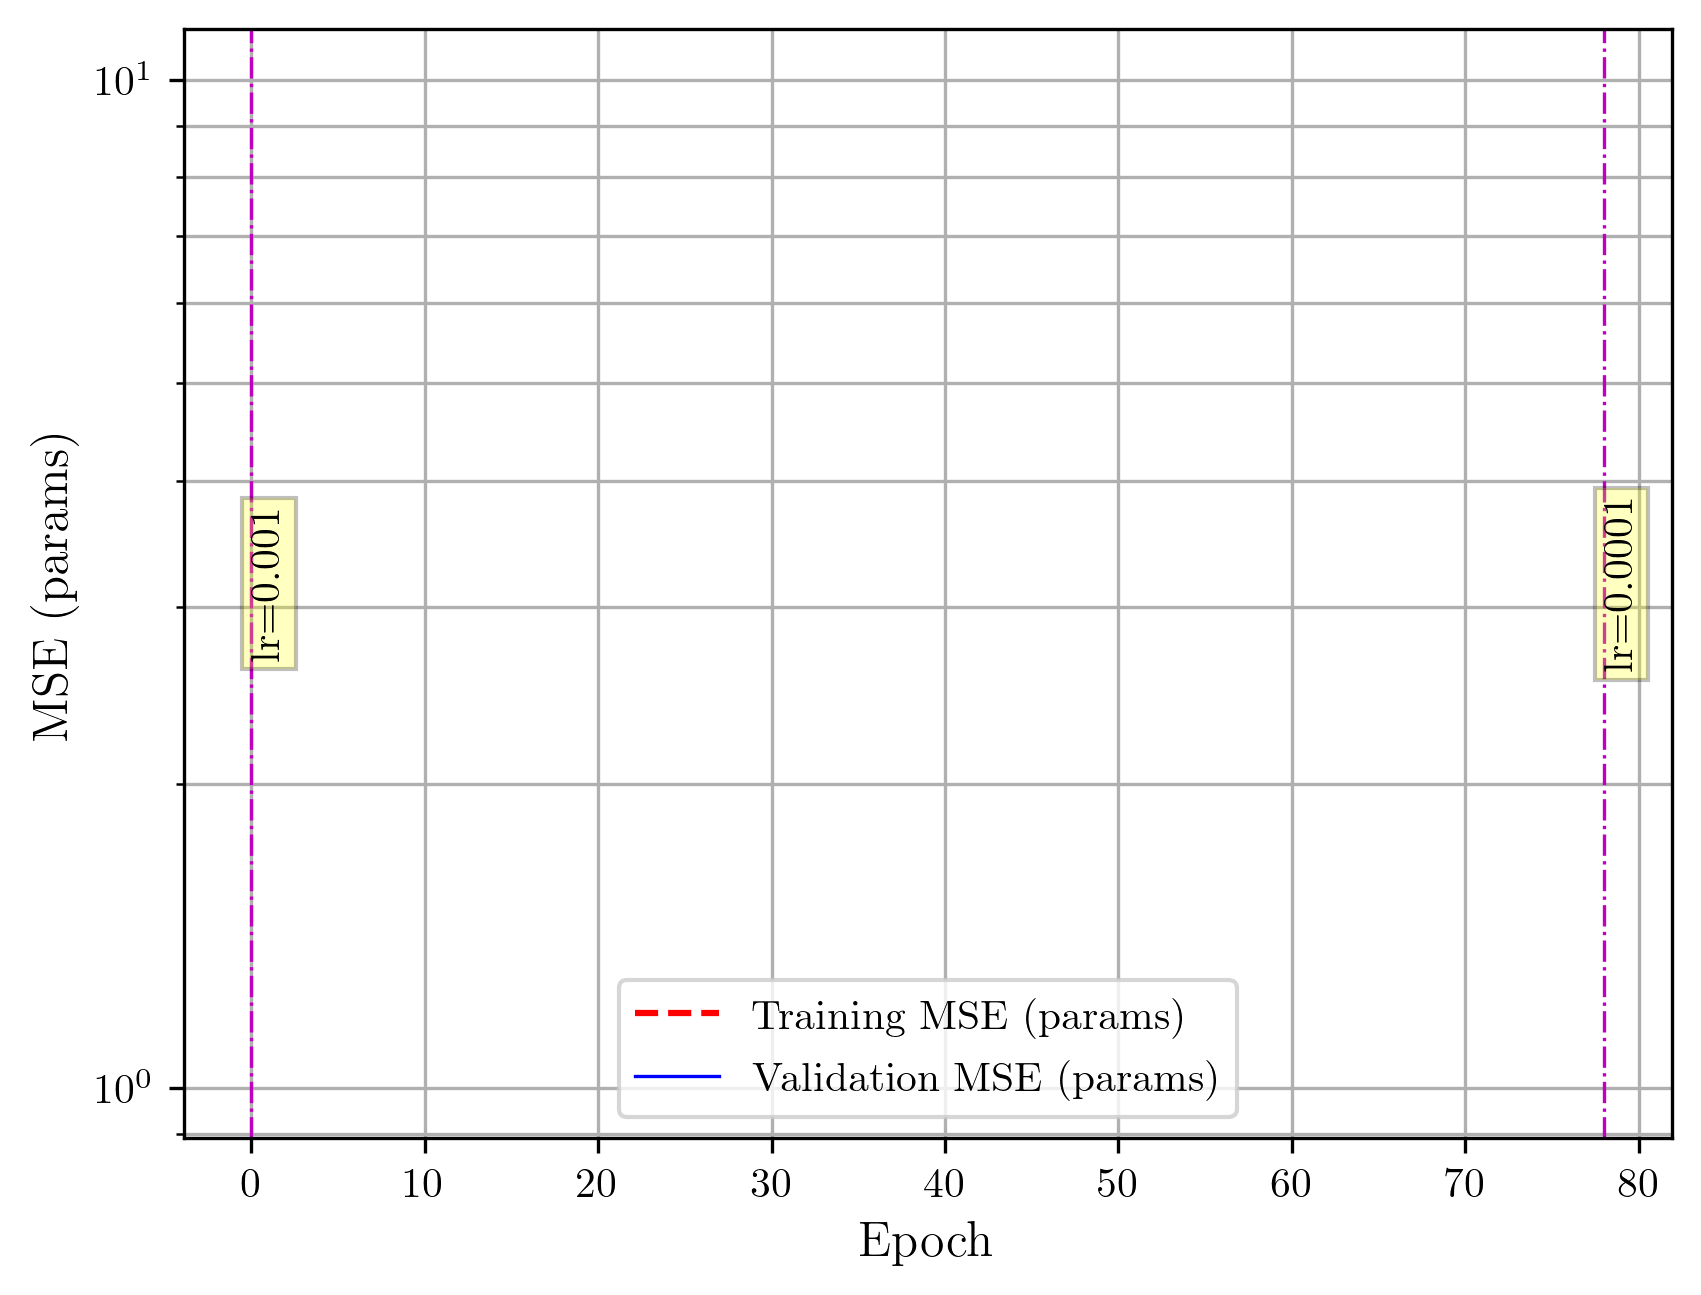 10¹
MSE (params)
lr=0.001
lr=0.0001
Training MSE (params)
Validation MSE (params)
10⁰
0 10 20 30 40 50 60 70 80
Epoch